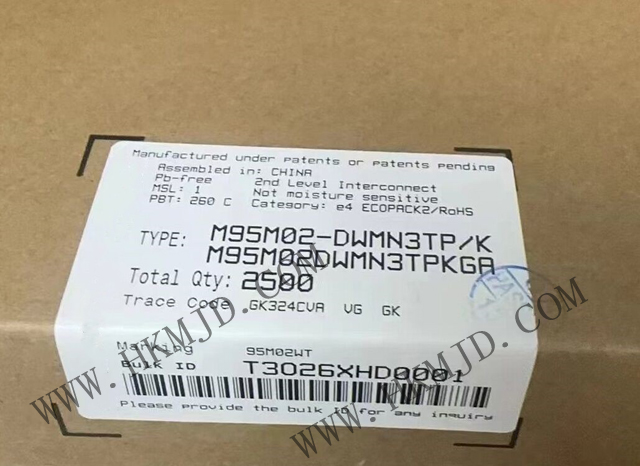 Manufactured under patents or patents pending
Assembled in: CHINA
Pb-free 2nd Level Interconnect
MSL: 1 Not moisture sensitive
PBT: 260 C Category: e4 ECOPACK2/RoHS
TYPE: M95M02-DWMN3TP/K
M95M02DWMN3TPKGA
Total Qty: 2500
Trace Code GK324CVA VG GK
Marking 95M02WT
Bulk ID T3026XHD0001
Please provide the bulk ID for any inquiry
WWW.HKMJD.COM
WWW.HKMJD.COM